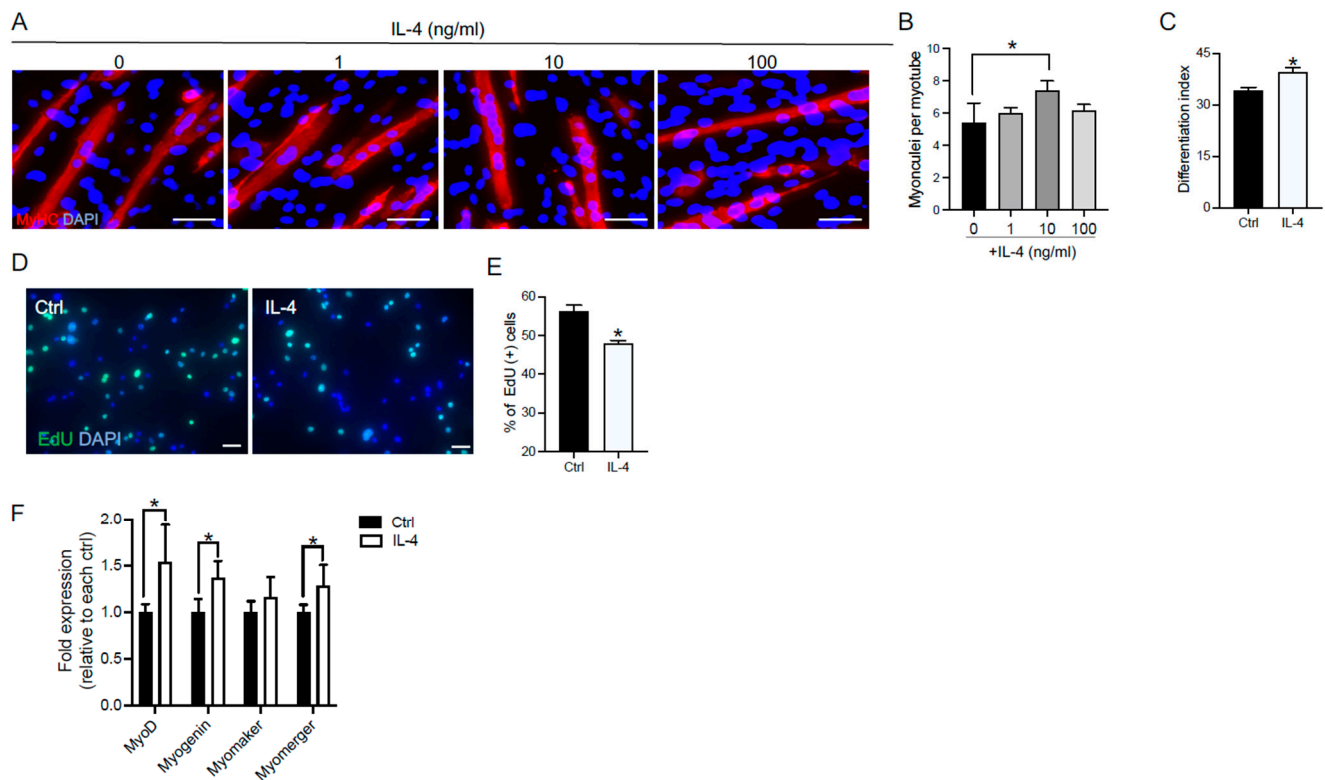 A
IL-4 (ng/ml)
0 1 10 100
MyHC DAPI
B
*
Myonculei per myotube
10
8
6
4
2
0
0 1 10 100
+IL-4 (ng/ml)
C
*
Differentiation index
45
30
15
0
Ctrl IL-4
D
Ctrl IL-4
EdU DAPI
E
*
% of EdU (+) cells
60
50
40
30
20
Ctrl IL-4
F
* * *
Fold expression
(relative to each ctrl)
2.0
1.5
1.0
0.5
0.0
MyoD Myogenin Myomaker Myomerger
Ctrl
IL-4